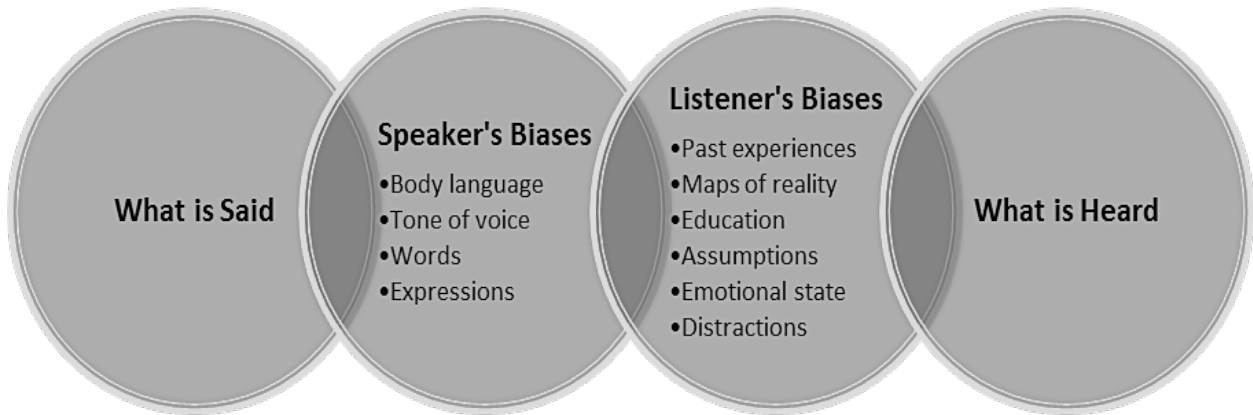 What is Said
Speaker's Biases
•Body language
•Tone of voice
•Words
•Expressions
Listener's Biases
•Past experiences
•Maps of reality
•Education
•Assumptions
•Emotional state
•Distractions
What is Heard